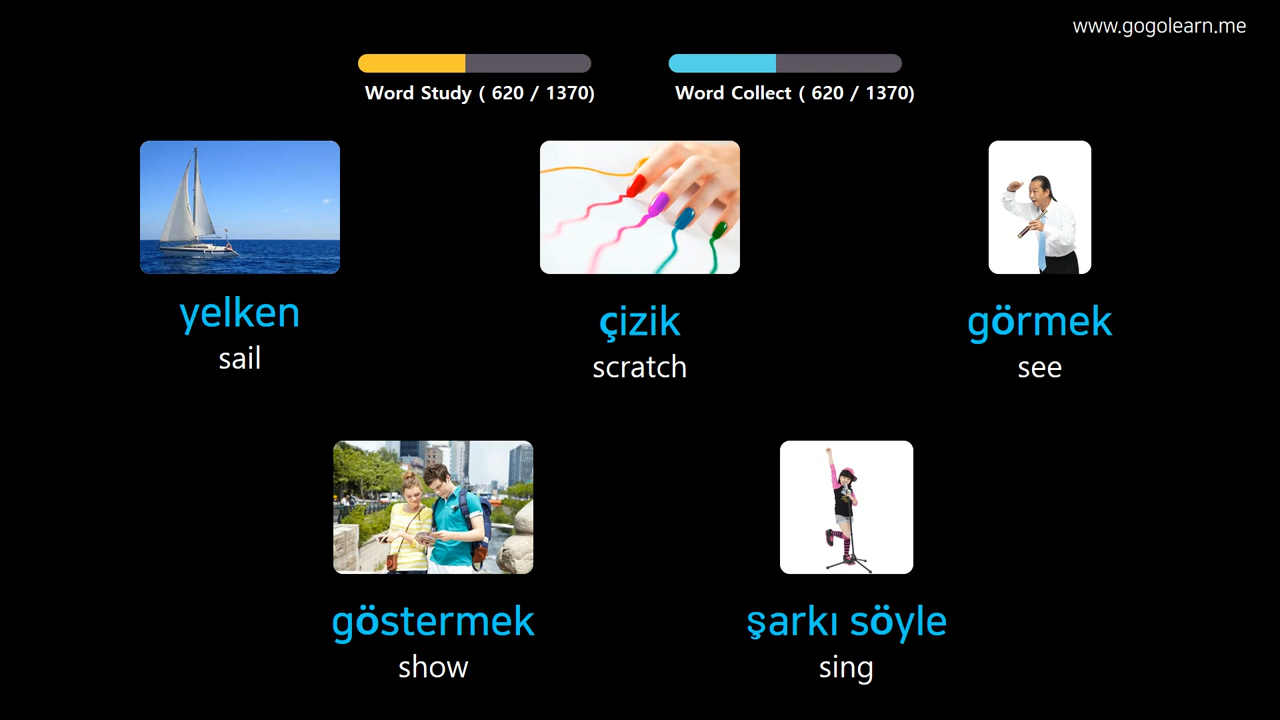 www.gogolearn.me
Word Study ( 620 / 1370)
Word Collect ( 620 / 1370)
yelken
sail
çizik
scratch
görmek
see
göstermek
show
şarkı söyle
sing